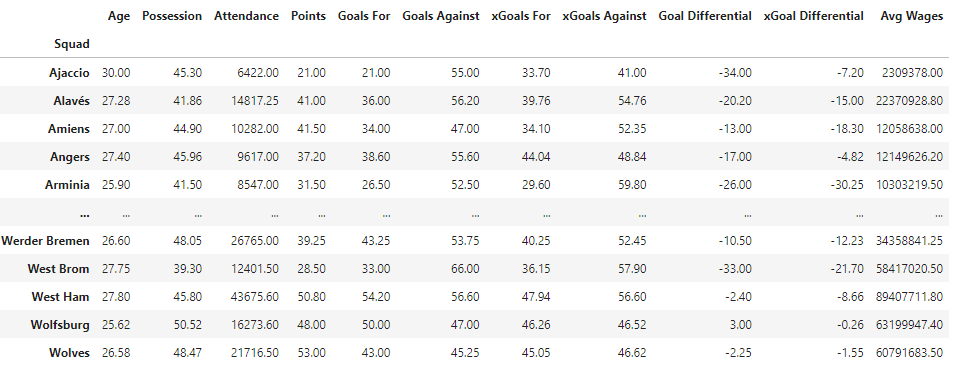 Age Possession Attendance Points Goals For Goals Against xGoals For xGoals Against Goal Differential xGoal Differential Avg Wages
Squad
Ajaccio 30.00 45.30 6422.00 21.00 21.00 55.00 33.70 41.00 -34.00 -7.20 2309378.00
Alavés 27.28 41.86 14817.25 41.00 36.00 56.20 39.76 54.76 -20.20 -15.00 22370928.80
Amiens 27.00 44.90 10282.00 41.50 34.00 47.00 34.10 52.35 -13.00 -18.30 12058638.00
Angers 27.40 45.96 9617.00 37.20 38.60 55.60 44.04 48.84 -17.00 -4.82 12149626.20
Arminia 25.90 41.50 8547.00 31.50 26.50 52.50 29.60 59.80 -26.00 -30.25 10303219.50
... ... ... ... ... ... ... ... ... ... ... ...
Werder Bremen 26.60 48.05 26765.00 39.25 43.25 53.75 40.25 52.45 -10.50 -12.23 34358841.25
West Brom 27.75 39.30 12401.50 28.50 33.00 66.00 36.15 57.90 -33.00 -21.70 58417020.50
West Ham 27.80 45.80 43675.60 50.80 54.20 56.60 47.94 56.60 -2.40 -8.66 89407711.80
Wolfsburg 25.62 50.52 16273.60 48.00 50.00 47.00 46.26 46.52 3.00 -0.26 63199947.40
Wolves 26.58 48.47 21716.50 53.00 43.00 45.25 45.05 46.62 -2.25 -1.55 60791683.50